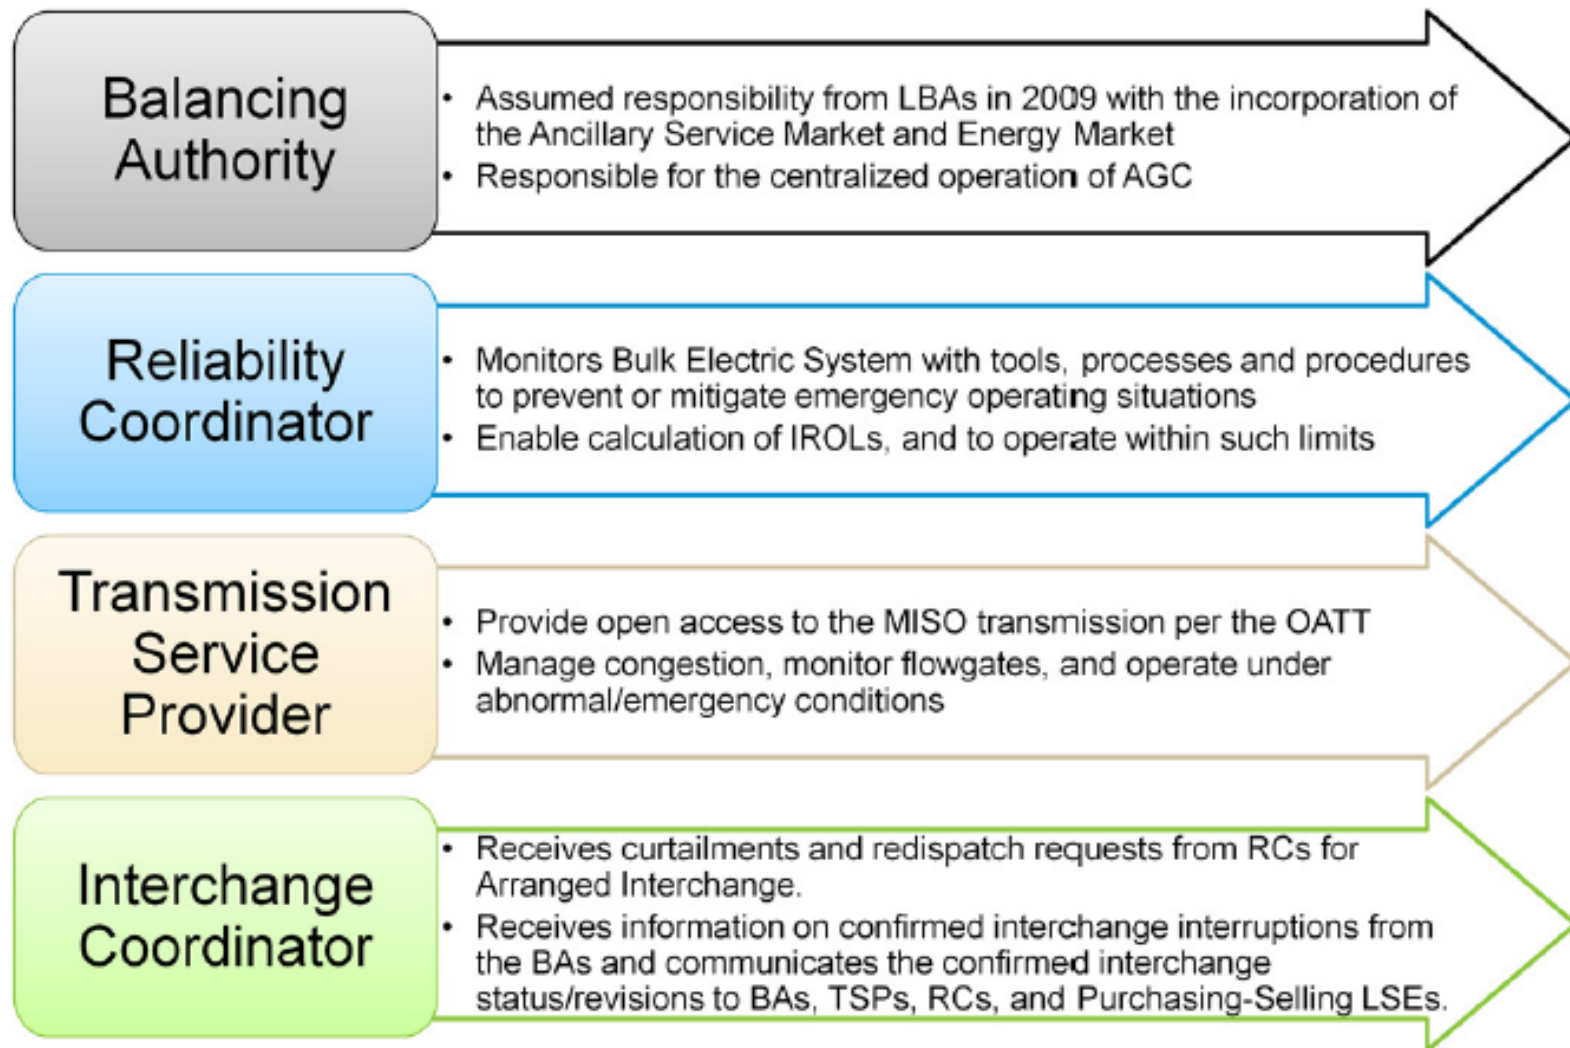 Balancing
Authority
• Assumed responsibility from LBAs in 2009 with the incorporation of
the Ancillary Service Market and Energy Market
• Responsible for the centralized operation of AGC
Reliability
Coordinator
• Monitors Bulk Electric System with tools, processes and procedures
to prevent or mitigate emergency operating situations
• Enable calculation of IROLs, and to operate within such limits
Transmission
Service
Provider
• Provide open access to the MISO transmission per the OATT
• Manage congestion, monitor flowgates, and operate under
abnormal/emergency conditions
Interchange
Coordinator
• Receives curtailments and redispatch requests from RCs for
Arranged Interchange.
• Receives information on confirmed interchange interruptions from
the BAs and communicates the confirmed interchange
status/revisions to BAs, TSPs, RCs, and Purchasing-Selling LSEs.